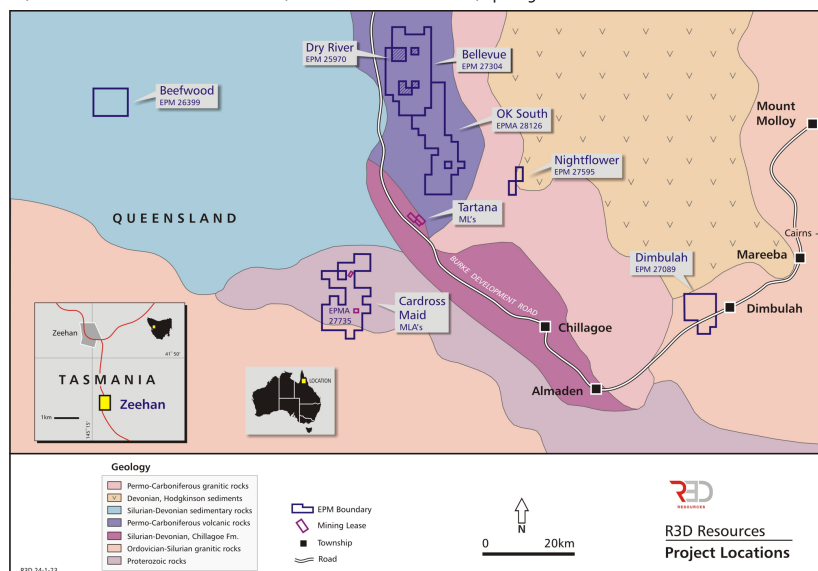 Dry River
EPM 25970
Bellevue
EPM 27304
Beefwood
EPM 26399
OK South
EPMA 28126
Mount
Molloy
Nightflower
EPM 27595
Tartana
ML's
QUEENSLAND
Cairns
Mareeba
BURKE DEVELOPMENT ROAD
Dimbulah
EPM 27089
Dimbulah
EPMA
27735
Cardross
Maid
MLA's
Chillagoe
Almaden
Zeehan
41° 50'
TASMANIA
Zeehan
1km
145° 15'
LOCATION
Geology
Permo-Carboniferous granitic rocks
Devonian, Hodgkinson sediments
Silurian-Devonian sedimentary rocks
Permo-Carboniferous volcanic rocks
Silurian-Devonian, Chillagoe Fm.
Ordovician-Silurian granitic rocks
Proterozoic rocks
EPM Boundary
Mining Lease
Township
Road
N
0 20km
R3D
RESOURCES
R3D Resources
Project Locations
R3D 24-1-23